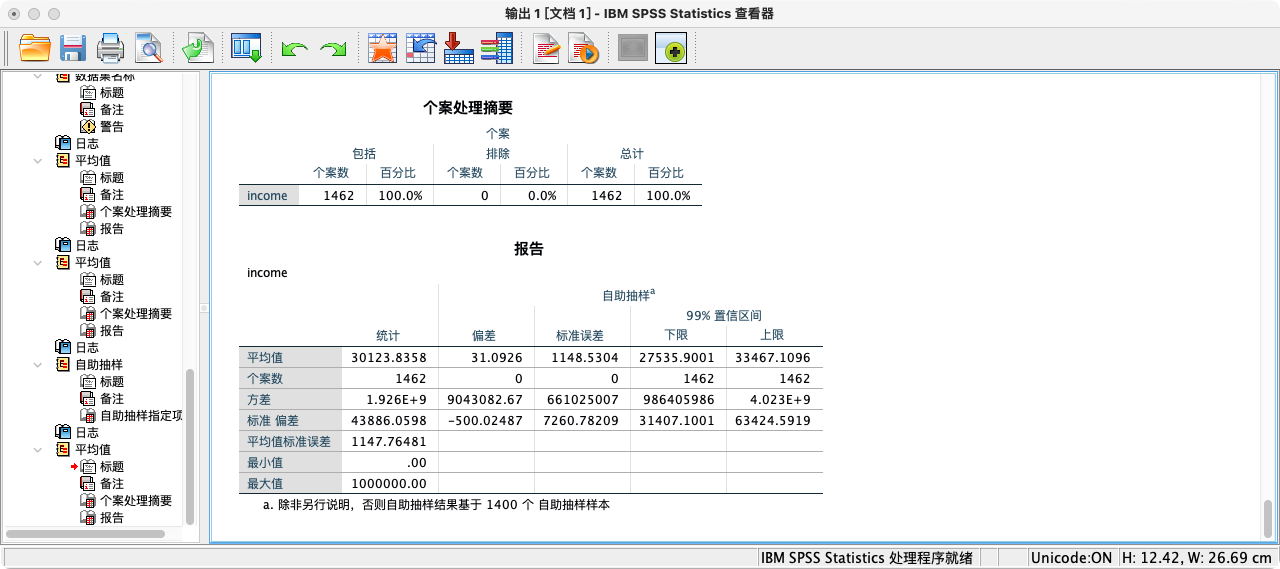 输出 1 [文档 1] - IBM SPSS Statistics 查看器
数据集名称
标题
备注
警告
日志
平均值
标题
备注
个案处理摘要
报告
日志
平均值
标题
备注
个案处理摘要
报告
日志
自助抽样
标题
备注
自助抽样指定项
日志
平均值
标题
备注
个案处理摘要
报告
个案处理摘要
个案
包括 排除 总计
个案数 百分比 个案数 百分比 个案数 百分比
income 1462 100.0% 0 0.0% 1462 100.0%
报告
income
自助抽样a
99% 置信区间
统计 偏差 标准误差 下限 上限
平均值 30123.8358 31.0926 1148.5304 27535.9001 33467.1096
个案数 1462 0 0 1462 1462
方差 1.926E+9 9043082.67 661025007 986405986 4.023E+9
标准 偏差 43886.0598 -500.02487 7260.78209 31407.1001 63424.5919
平均值标准误差 1147.76481
最小值 .00
最大值 1000000.00
a. 除非另行说明，否则自助抽样结果基于 1400 个 自助抽样样本
IBM SPSS Statistics 处理程序就绪 Unicode:ON H: 12.42, W: 26.69 cm